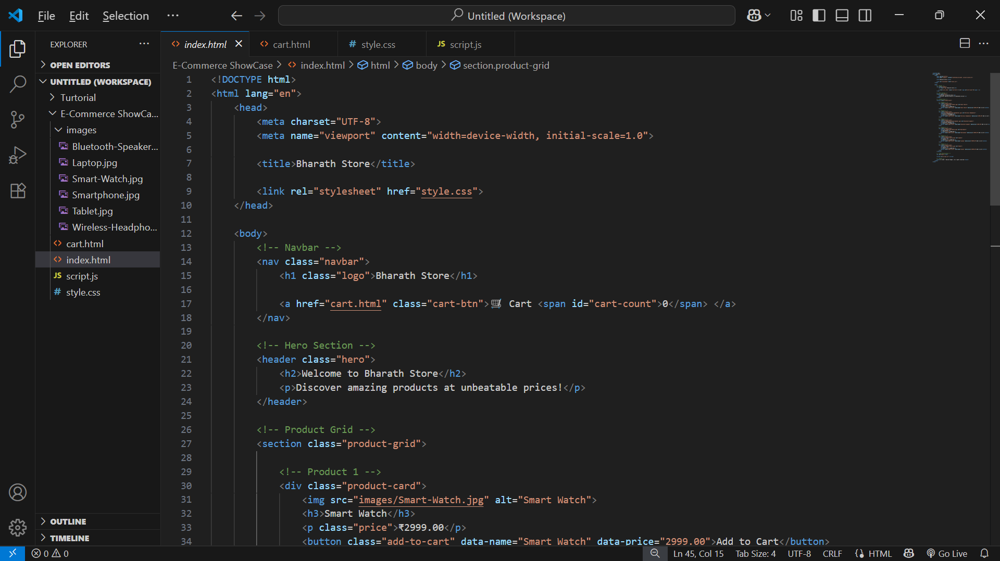 File Edit Selection ··· Untitled (Workspace)
EXPLORER ···
OPEN EDITORS
UNTITLED (WORKSPACE)
Turtorial
E-Commerce ShowCa...
images
Bluetooth-Speaker...
Laptop.jpg
Smart-Watch.jpg
Smartphone.jpg
Tablet.jpg
Wireless-Headpho...
cart.html
index.html
JS script.js
# style.css
OUTLINE
TIMELINE
<> index.html <> cart.html # style.css JS script.js
E-Commerce ShowCase > <> index.html > html > body > section.product-grid
1 <!DOCTYPE html>
2 <html lang="en">
3 <head>
4 <meta charset="UTF-8">
5 <meta name="viewport" content="width=device-width, initial-scale=1.0">
6
7 <title>Bharath Store</title>
8
9 <link rel="stylesheet" href="style.css">
10 </head>
11
12 <body>
13 <!-- Navbar -->
14 <nav class="navbar">
15 <h1 class="logo">Bharath Store</h1>
16
17 <a href="cart.html" class="cart-btn">🛒 Cart <span id="cart-count">0</span> </a>
18 </nav>
19
20 <!-- Hero Section -->
21 <header class="hero">
22 <h2>Welcome to Bharath Store</h2>
23 <p>Discover amazing products at unbeatable prices!</p>
24 </header>
25
26 <!-- Product Grid -->
27 <section class="product-grid">
28
29 <!-- Product 1 -->
30 <div class="product-card">
31 <img src="images/Smart-Watch.jpg" alt="Smart Watch">
32 <h3>Smart Watch</h3>
33 <p class="price">₹2999.00</p>
34 <button class="add-to-cart" data-name="Smart Watch" data-price="2999.00">Add to Cart</button>
0 0 Ln 45, Col 15 Tab Size: 4 UTF-8 CRLF HTML Go Live